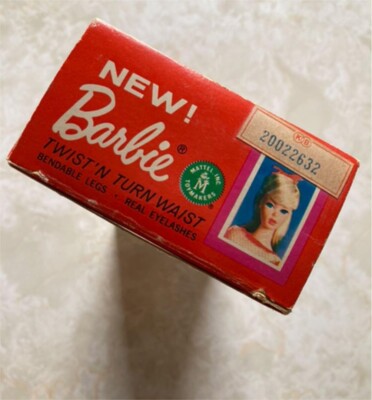 NEW!
Barbie®
TWIST'N TURN WAIST
BENDABLE LEGS • REAL EYELASHES
MATTEL, INC.
M
TOYMAKERS
20022632